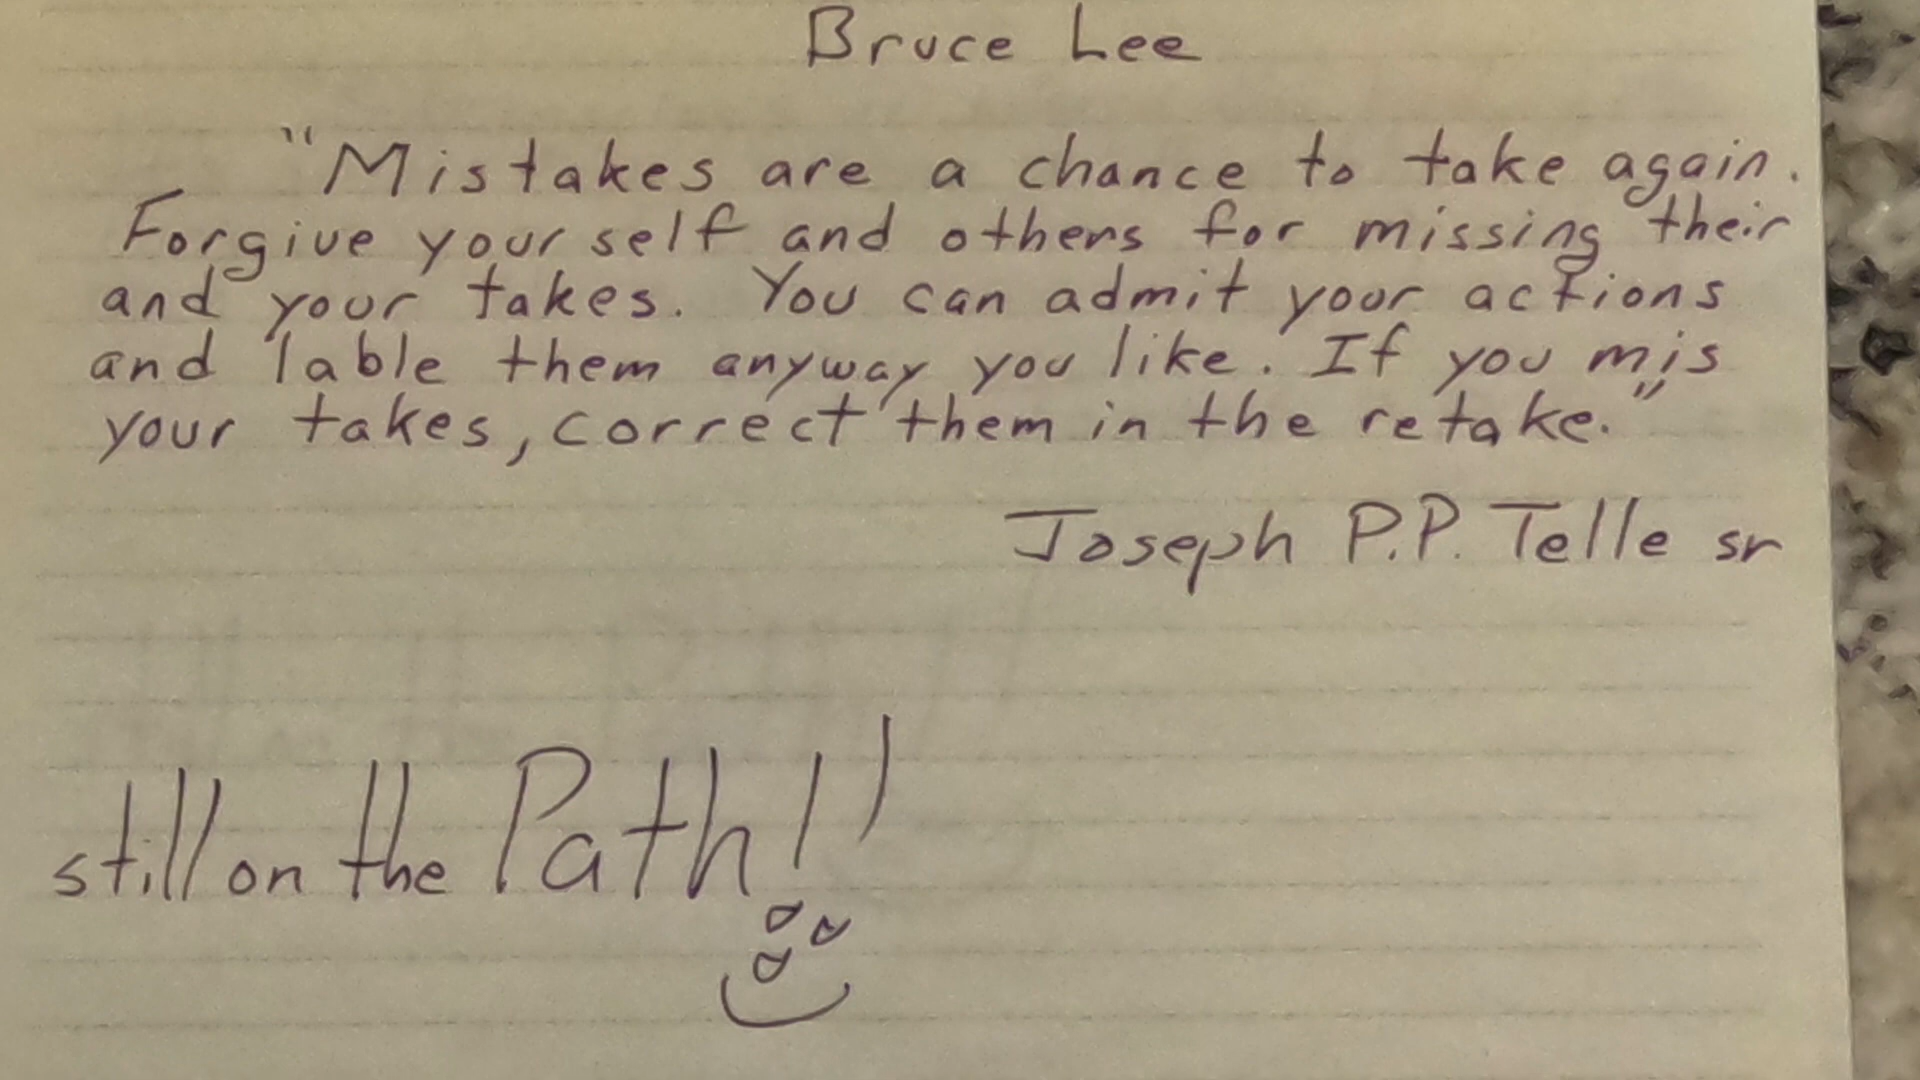 Bruce Lee
"Mistakes are a chance to take again.
Forgive yourself and others for missing their
and your takes. You can admit your actions
and lable them anyway you like. If you mis
your takes, correct them in the retake."
Joseph P.P. Telle sr
still on the Path!!